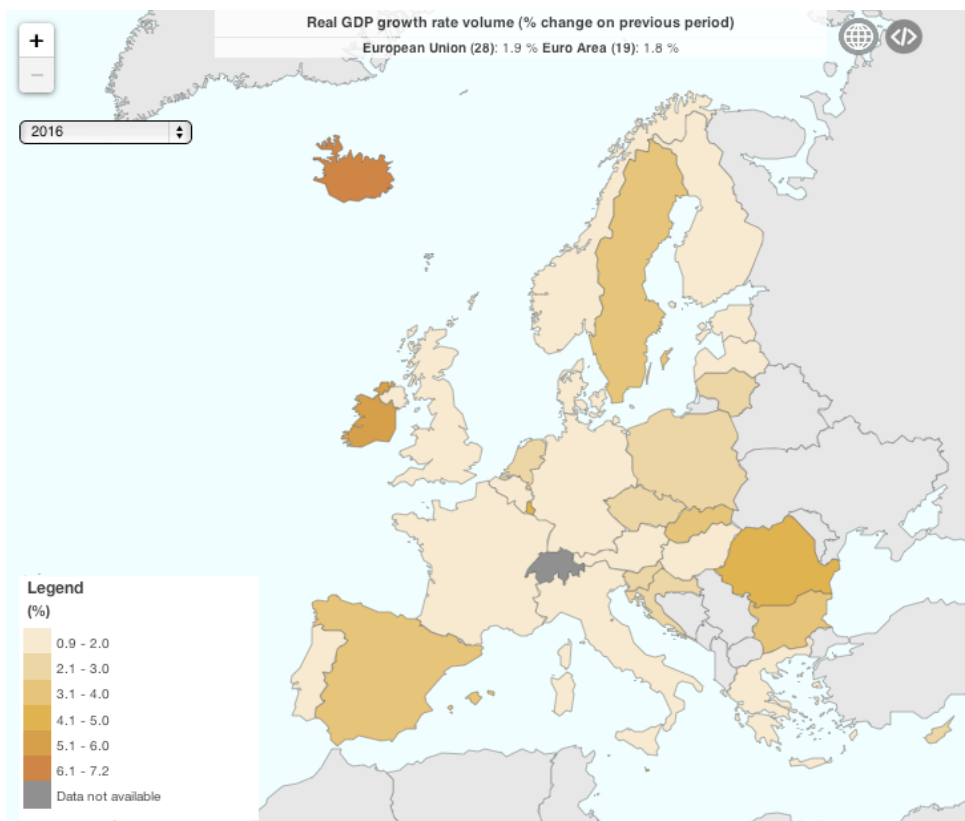 Real GDP growth rate volume (% change on previous period)
European Union (28): 1.9 % Euro Area (19): 1.8 %
+
−
</>
2016
Legend
(%)
0.9 - 2.0
2.1 - 3.0
3.1 - 4.0
4.1 - 5.0
5.1 - 6.0
6.1 - 7.2
Data not available